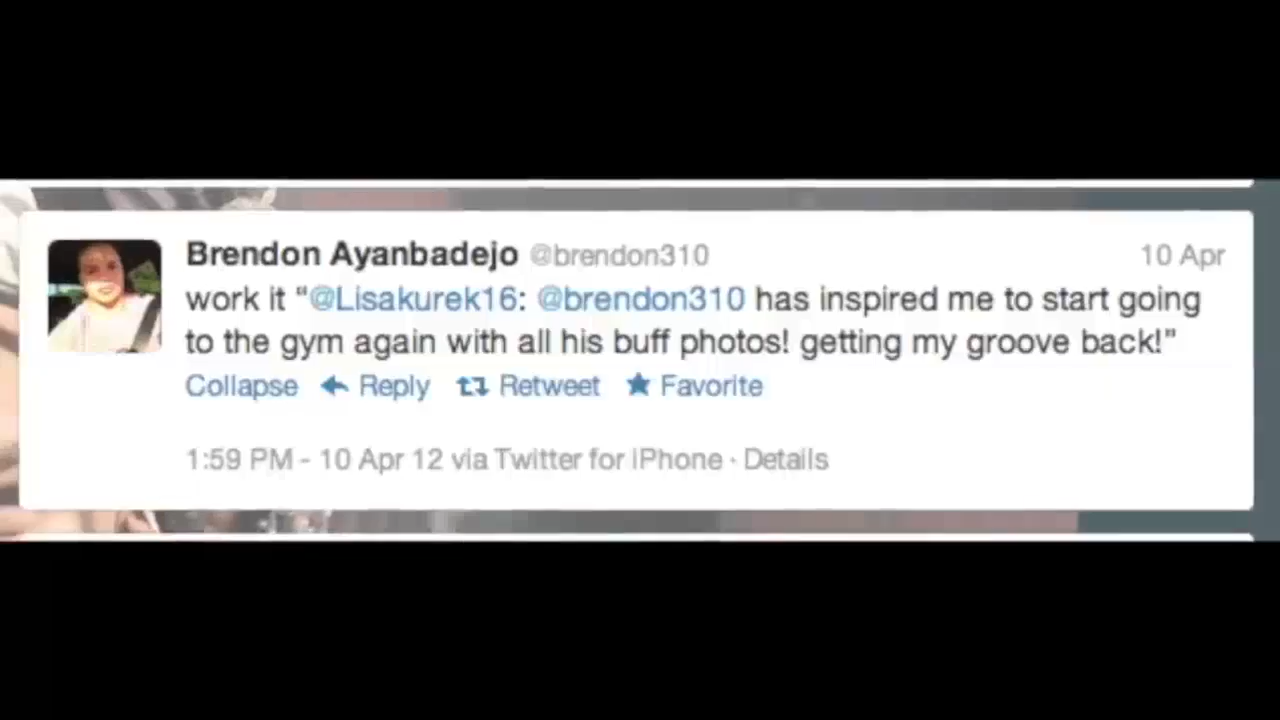 Brendon Ayanbadejo @brendon310 10 Apr
work it “@Lisakurek16: @brendon310 has inspired me to start going
to the gym again with all his buff photos! getting my groove back!”
Collapse Reply Retweet Favorite
1:59 PM - 10 Apr 12 via Twitter for iPhone · Details